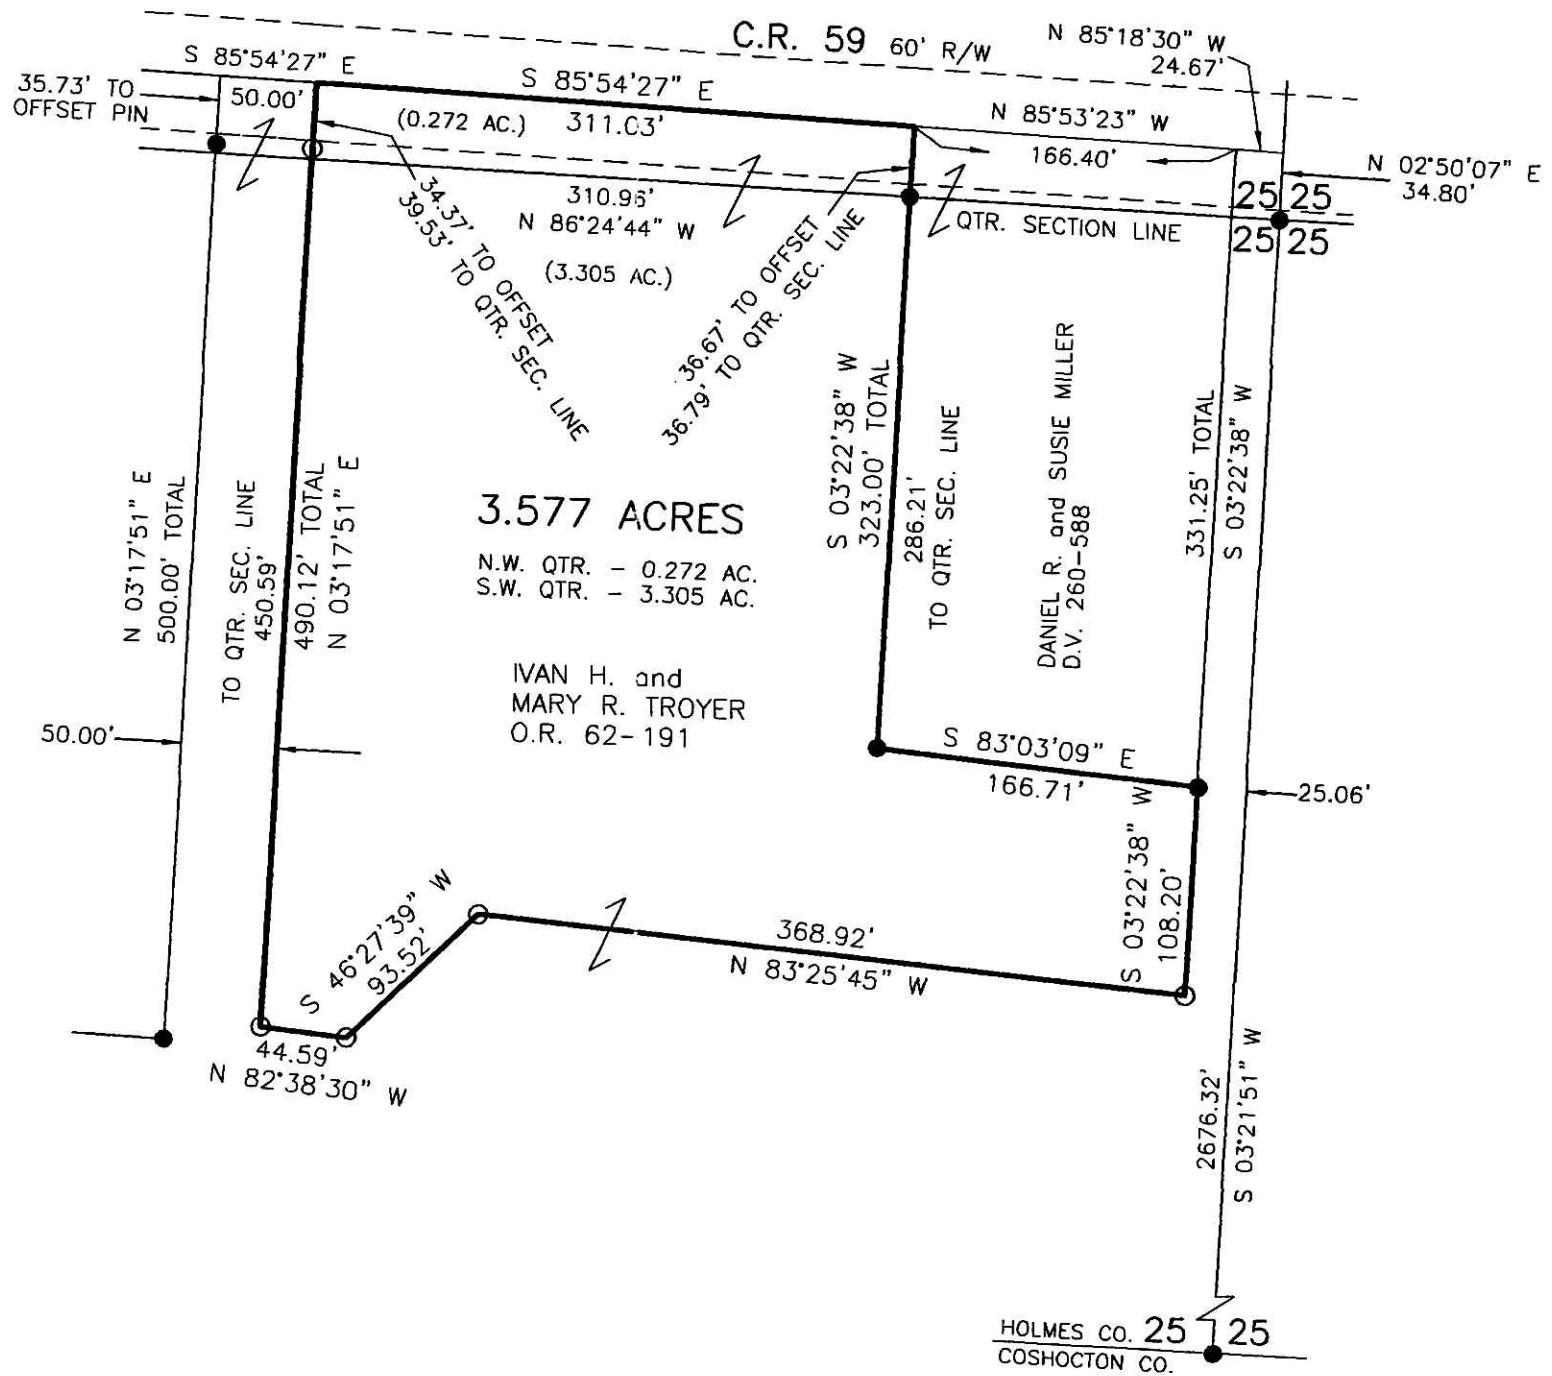 C.R. 59 60' R/W
N 85°18'30" W
24.67'
S 85°54'27" E
35.73' TO
OFFSET PIN
50.00'
S 85°54'27" E
(0.272 AC.)
311.03'
N 85°53'23" W
166.40'
N 02°50'07" E
34.80'
25 25
25 25
310.96'
N 86°24'44" W
(3.305 AC.)
QTR. SECTION LINE
34.37' TO OFFSET
39.53' TO QTR. SEC. LINE
36.67' TO OFFSET
36.79' TO QTR. SEC. LINE
N 03°17'51" E
500.00' TOTAL
TO QTR. SEC. LINE
450.59'
490.12' TOTAL
N 03°17'51" E
3.577 ACRES
N.W. QTR. - 0.272 AC.
S.W. QTR. - 3.305 AC.
IVAN H. and
MARY R. TROYER
O.R. 62-191
S 03°22'38" W
323.00' TOTAL
286.21'
TO QTR. SEC. LINE
DANIEL R. and SUSIE MILLER
D.V. 260-588
331.25' TOTAL
S 03°22'38" W
50.00'
S 83°03'09" E
166.71'
25.06'
S 03°22'38" W
108.20'
S 46°27'39" W
93.52'
368.92'
N 83°25'45" W
44.59'
N 82°38'30" W
2676.32'
S 03°21'51" W
HOLMES CO. 25 25
COSHOCTON CO.